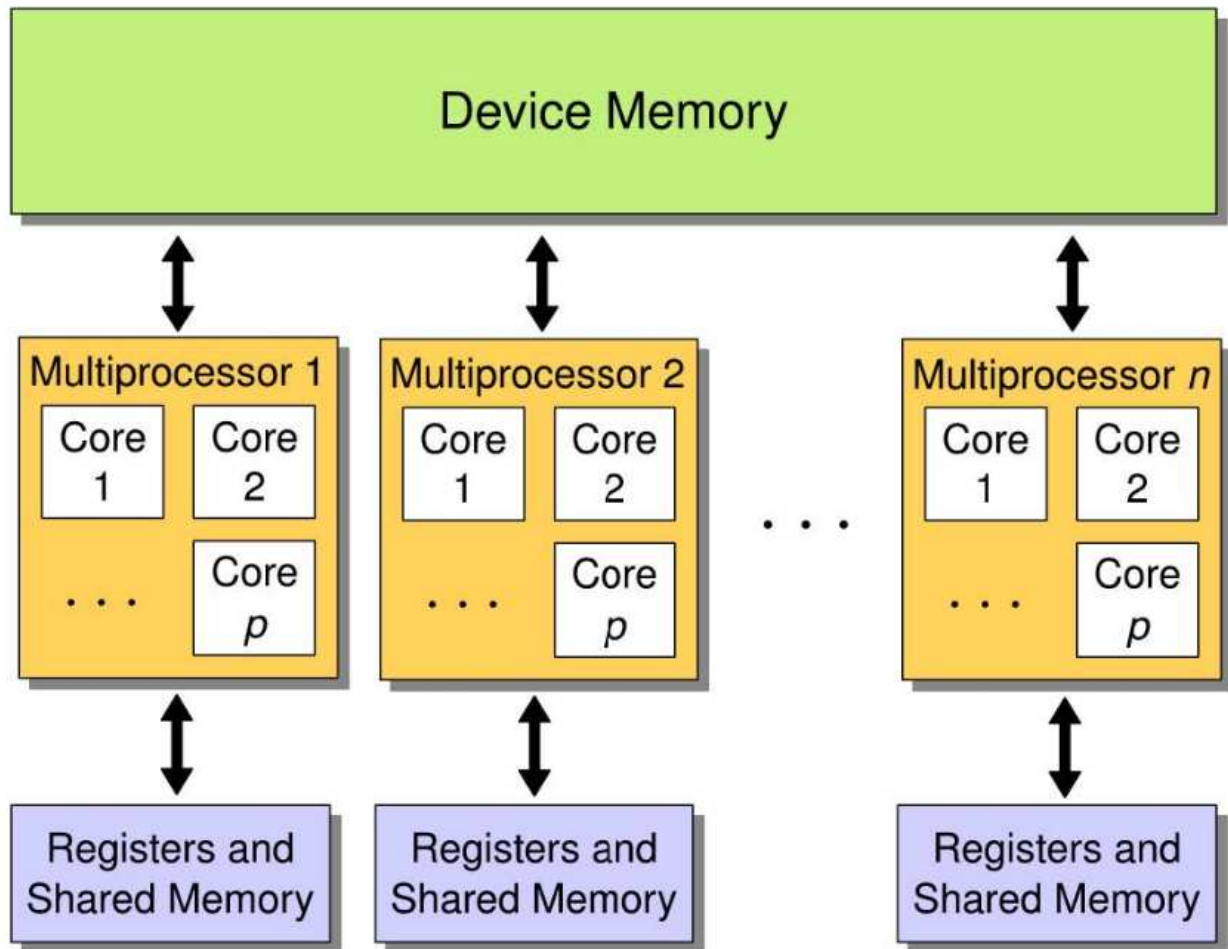 Device Memory
Multiprocessor 1
Core
1
Core
2
. . .
Core
p
Multiprocessor 2
Core
1
Core
2
. . .
Core
p
. . .
Multiprocessor n
Core
1
Core
2
. . .
Core
p
Registers and
Shared Memory
Registers and
Shared Memory
Registers and
Shared Memory